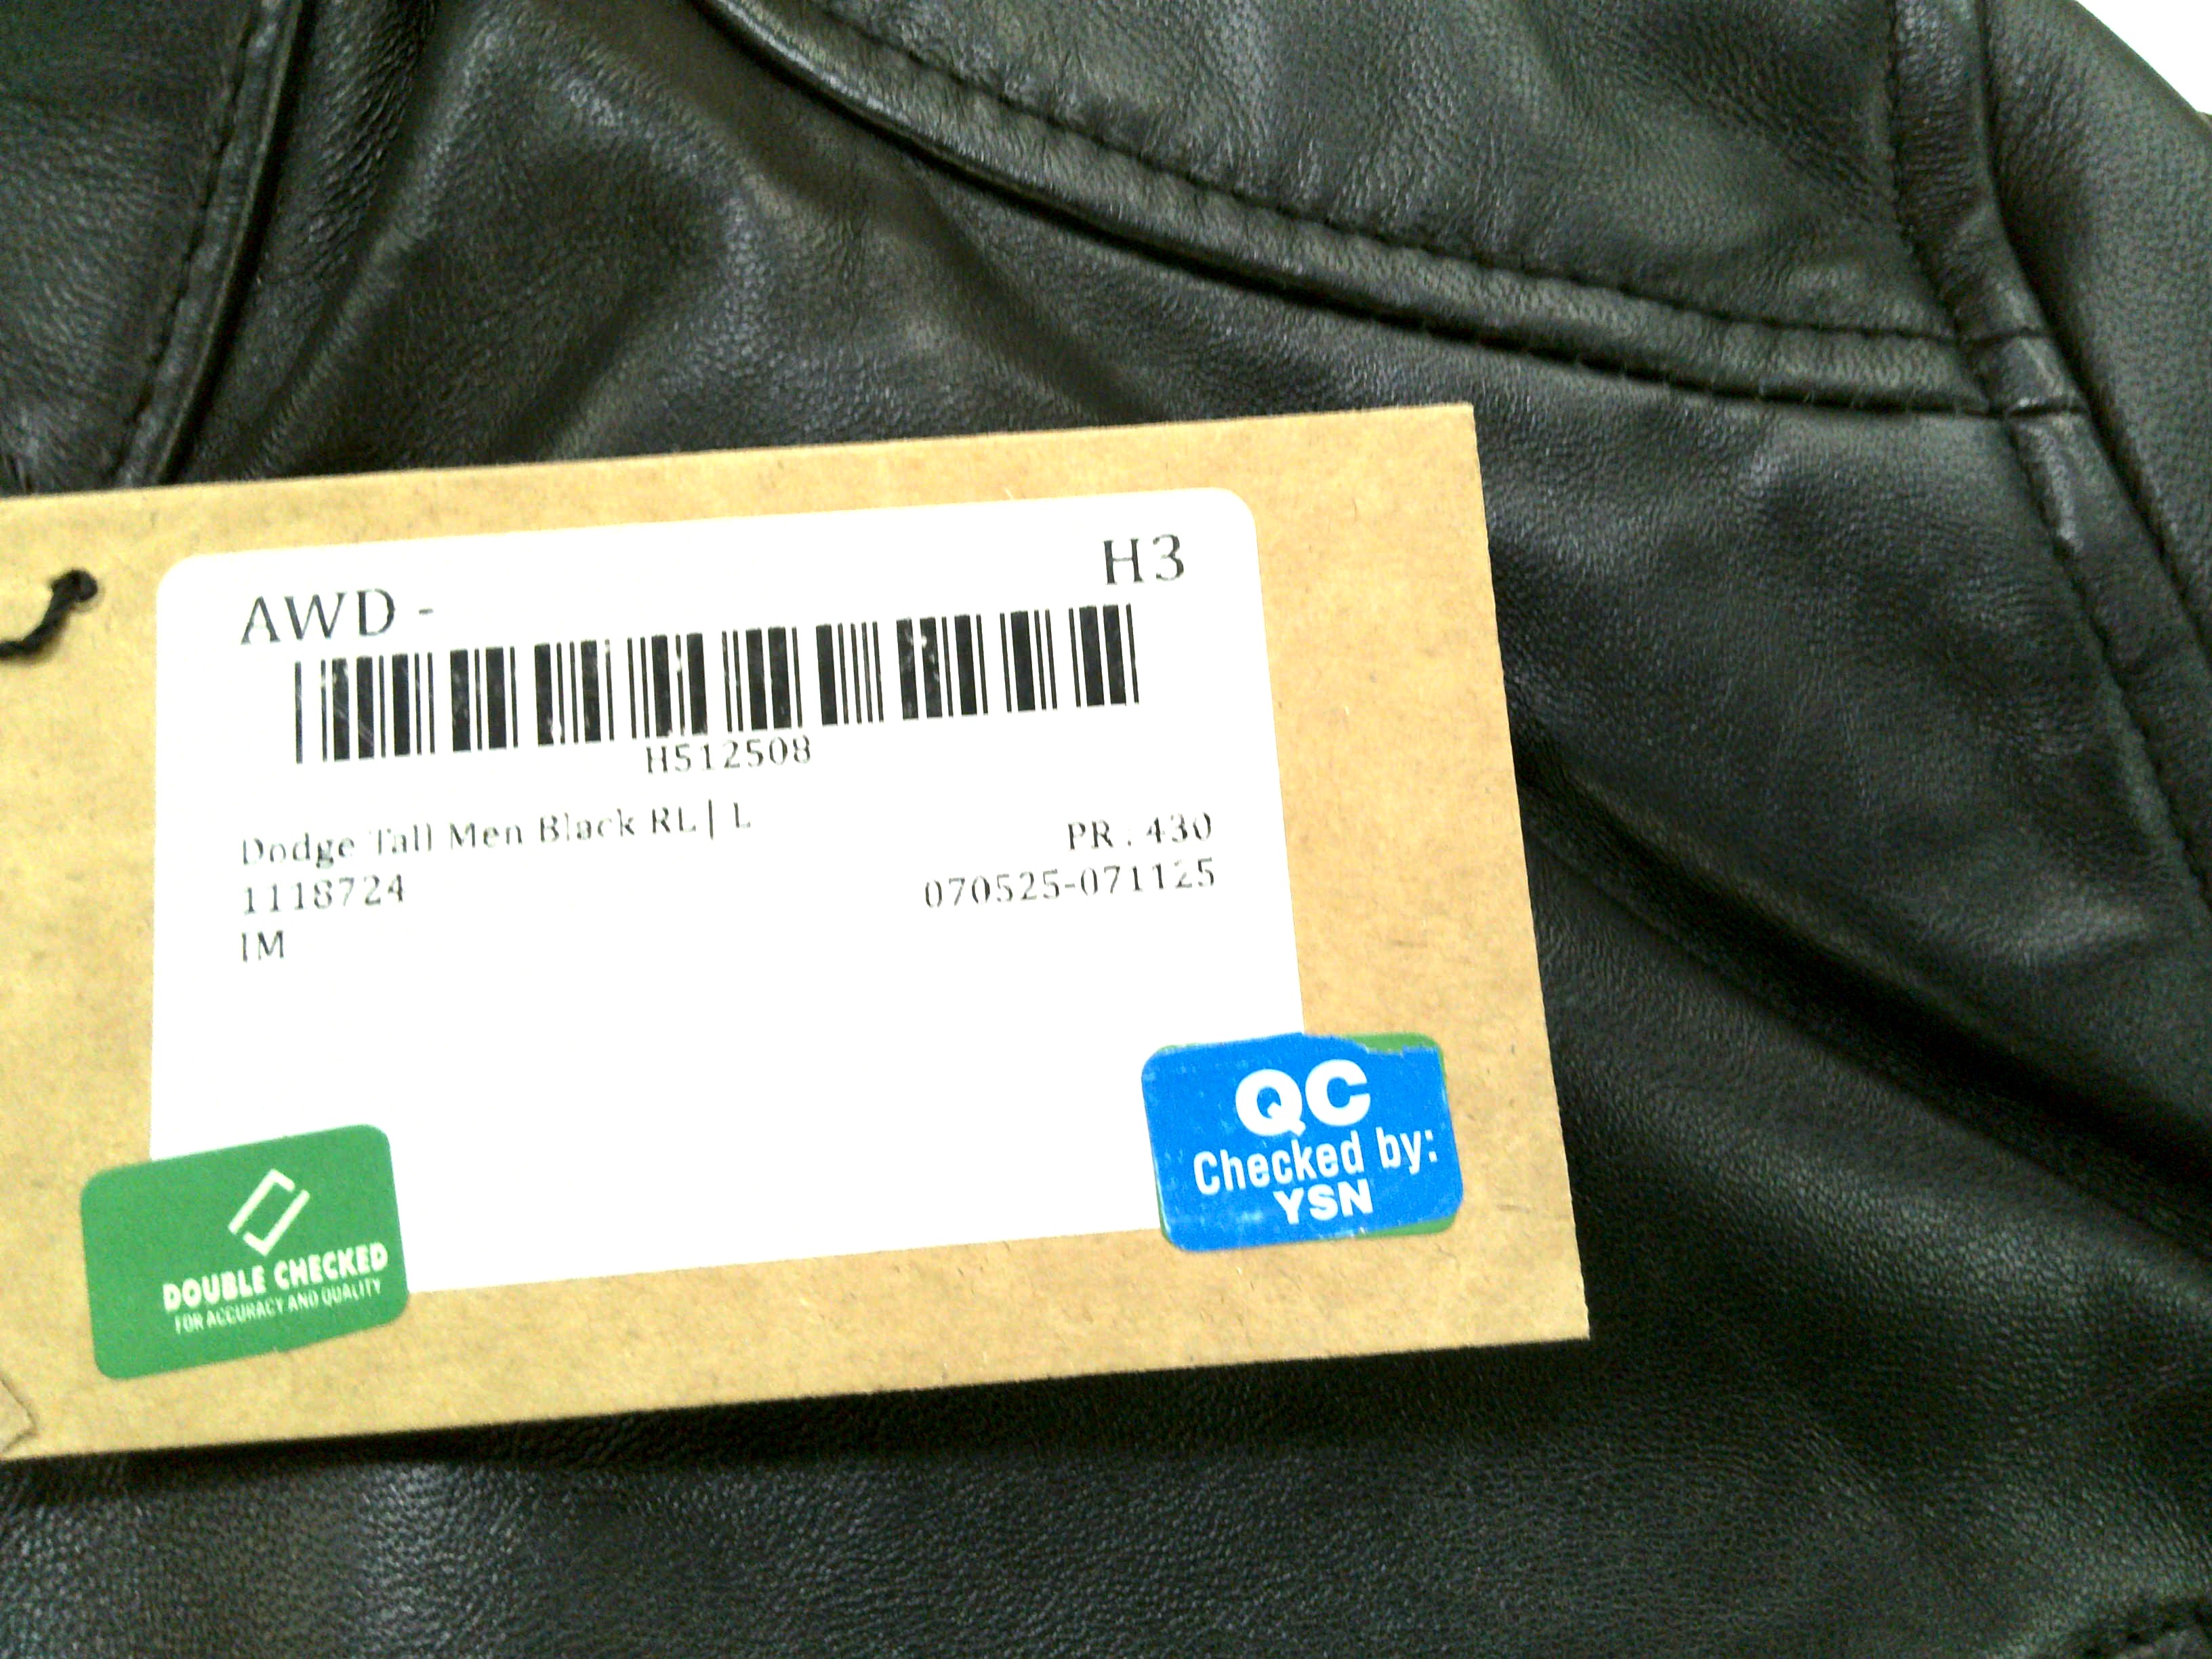 AWD -
H3
H512508
Dodge Tall Men Black RL | L
PR : 430
1118724
070525-071125
IM
QC
Checked by:
YSN
DOUBLE CHECKED
FOR ACCURACY AND QUALITY